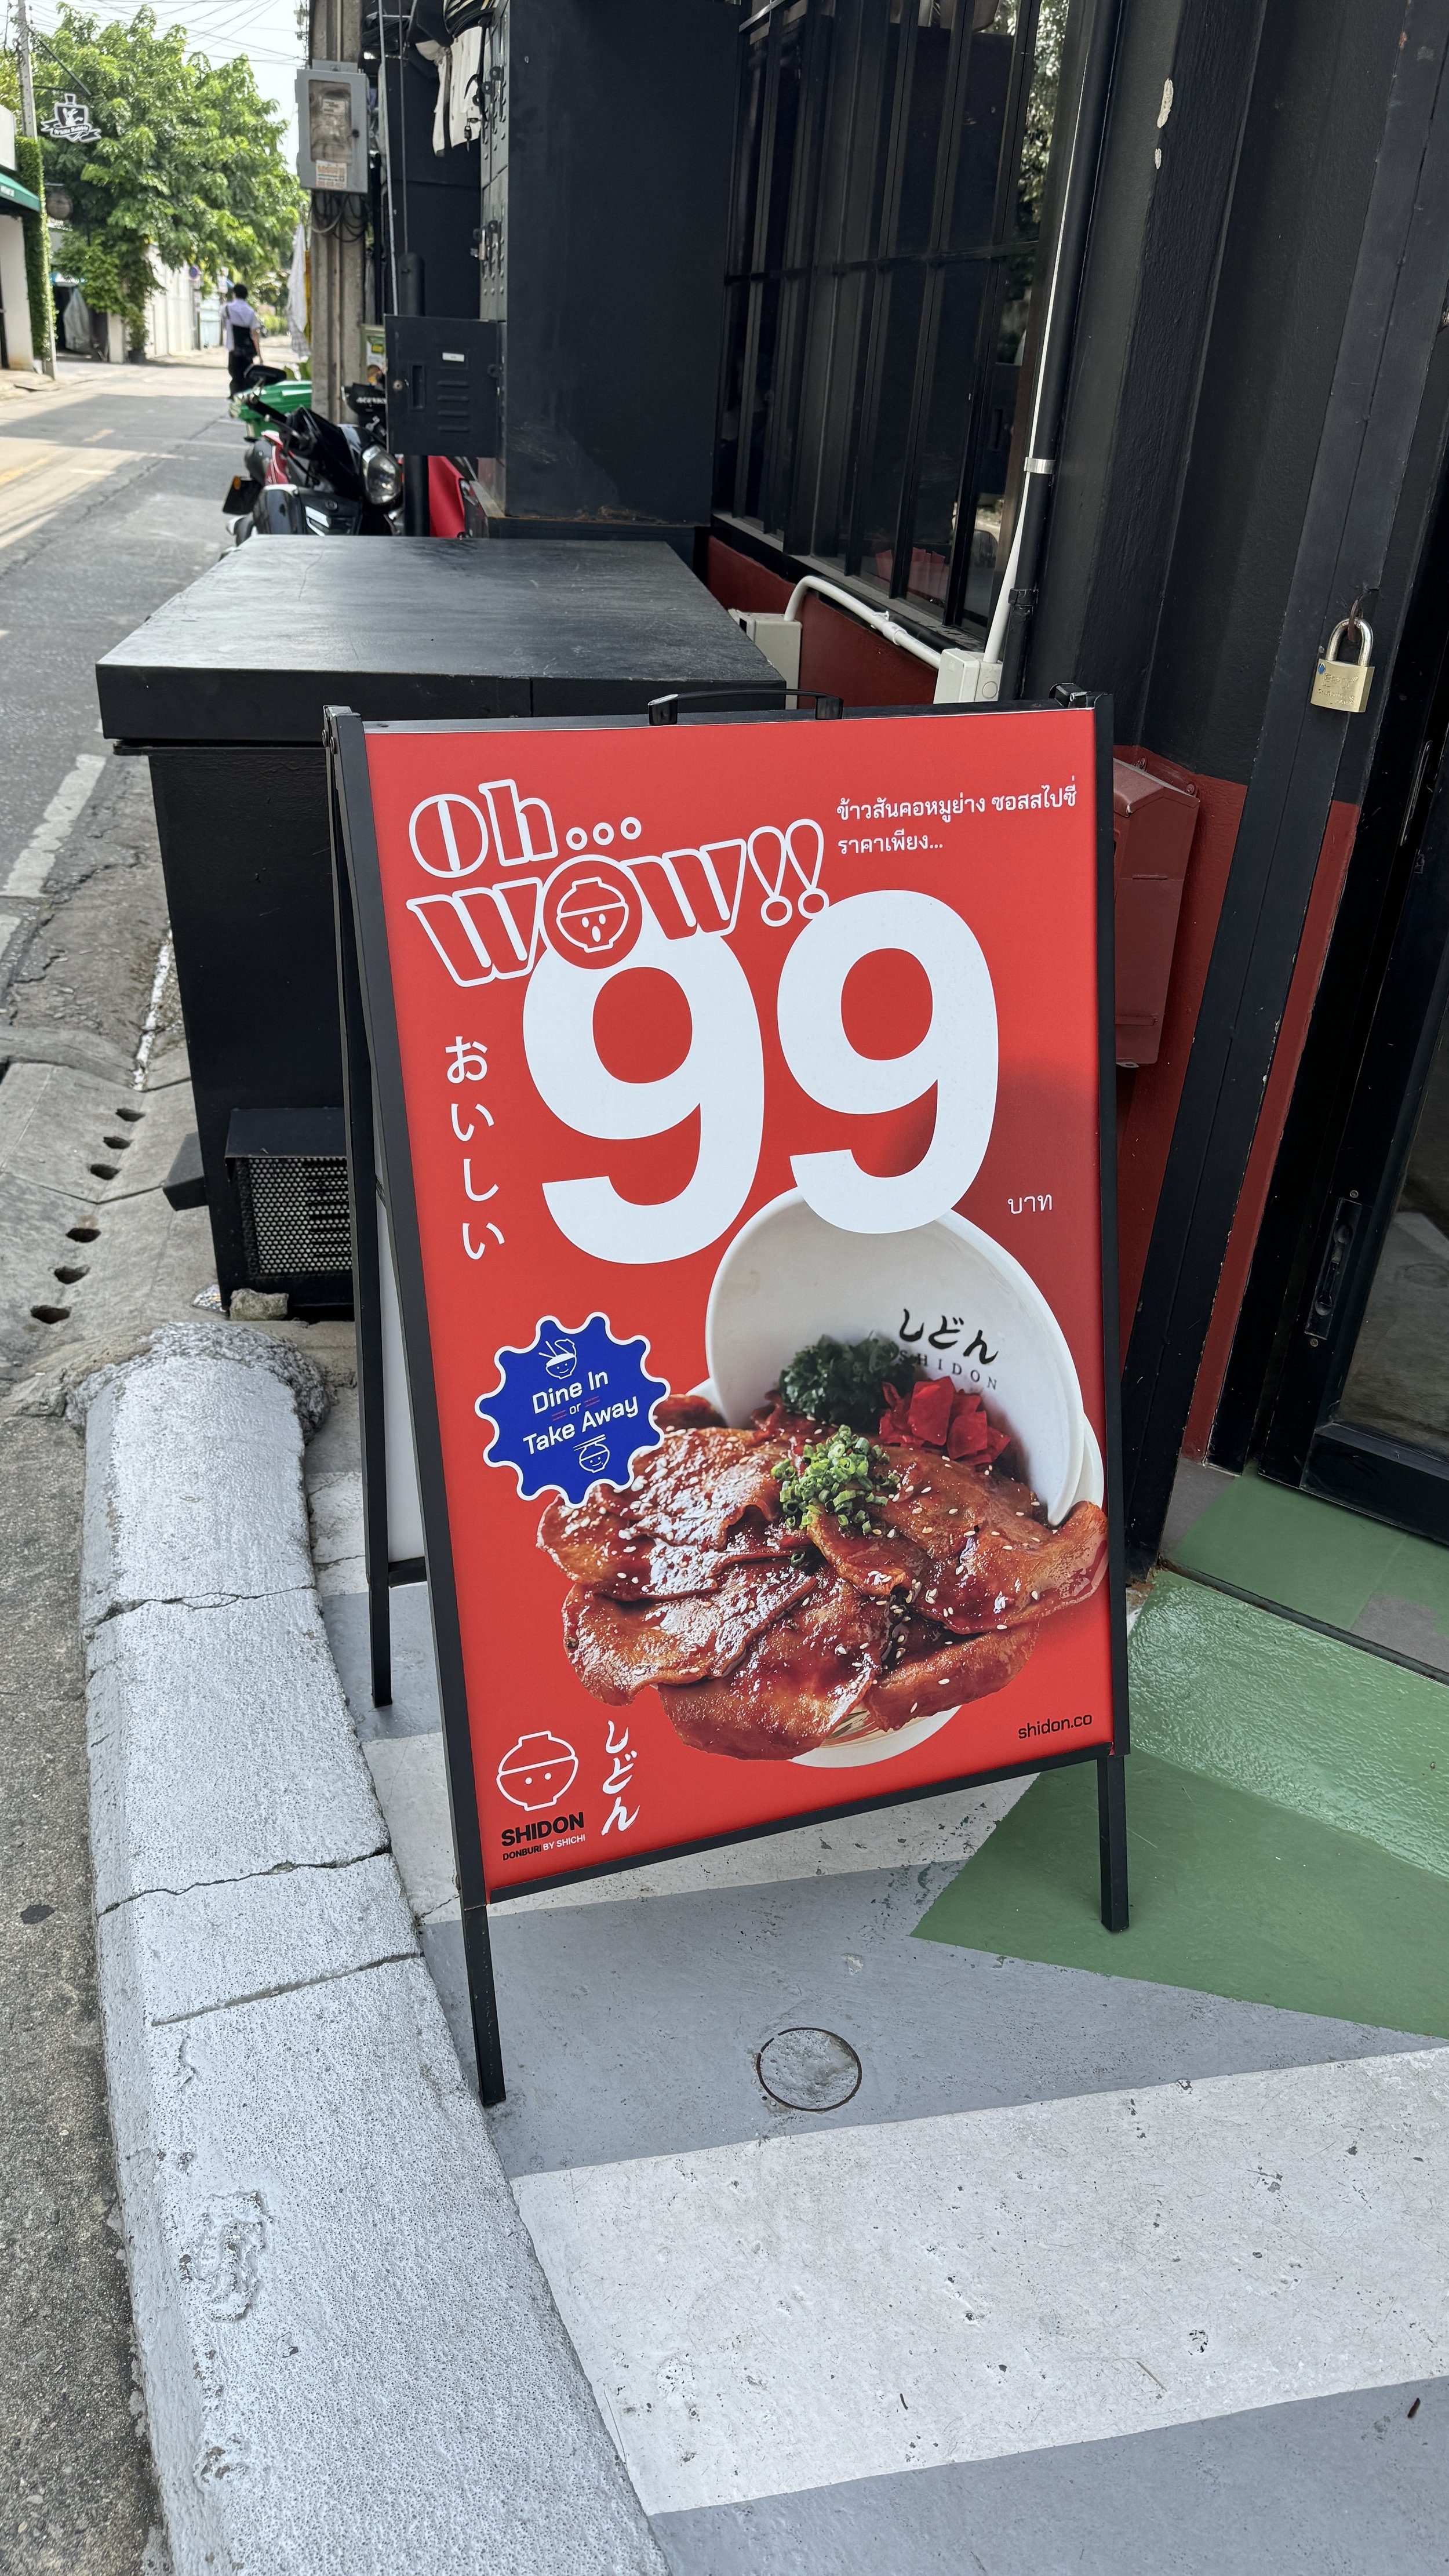 Oh...
WOW!!
ข้าวสันคอหมูย่าง ซอสสไปซี่
ราคาเพียง...
99
บาท
おいしい
Dine In
or
Take Away
しどん
SHIDON
shidon.co
しどん
SHIDON
DONBURI BY SHICHI